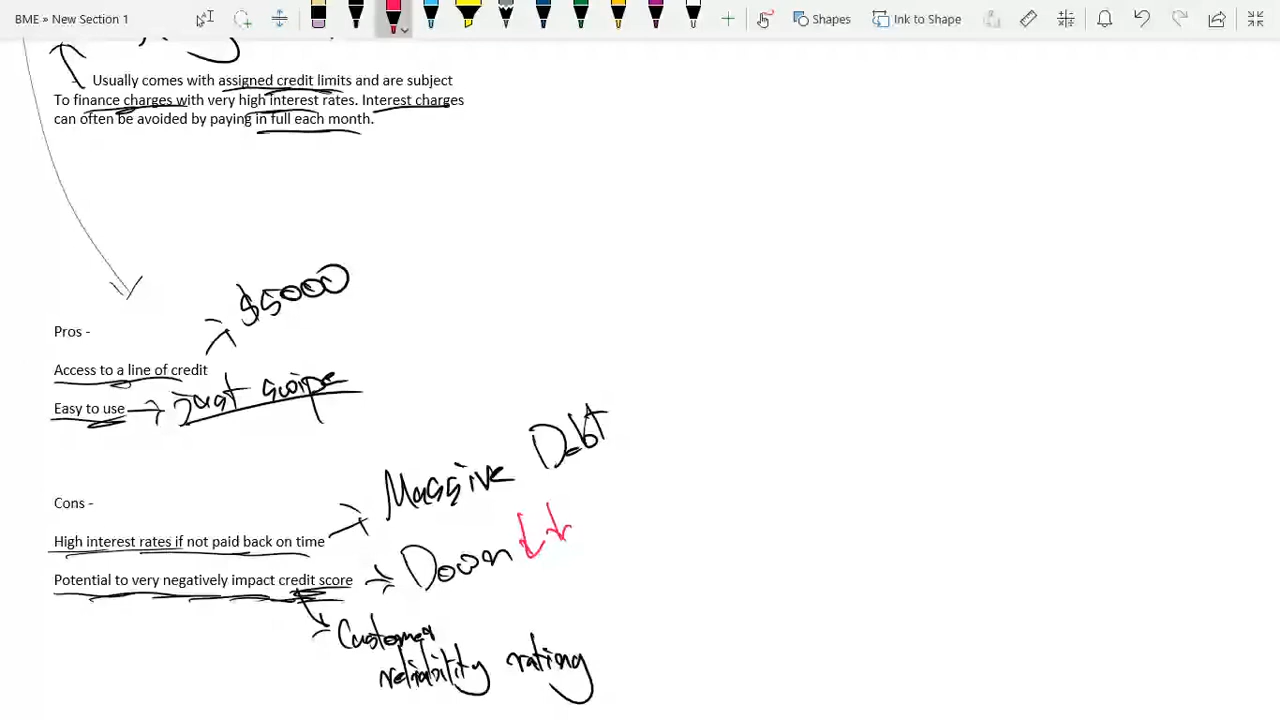 BME » New Section 1
Shapes
Ink to Shape
Usually comes with assigned credit limits and are subject
To finance charges with very high interest rates. Interest charges
can often be avoided by paying in full each month.
$5000
Pros -
Access to a line of credit
Easy to use
Just swipe
Massive Debt
Cons -
High interest rates if not paid back on time
Down
Potential to very negatively impact credit score
Customer
reliability rating